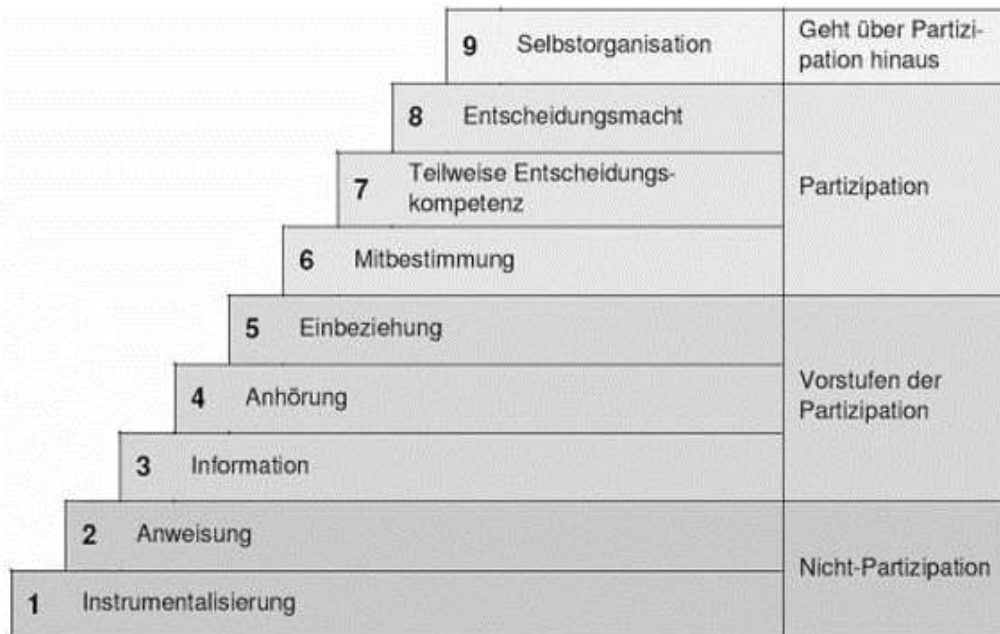 9 Selbstorganisation
Geht über Partizi-
pation hinaus
8 Entscheidungsmacht
7 Teilweise Entscheidungs-
kompetenz
Partizipation
6 Mitbestimmung
5 Einbeziehung
4 Anhörung
Vorstufen der
Partizipation
3 Information
2 Anweisung
Nicht-Partizipation
1 Instrumentalisierung